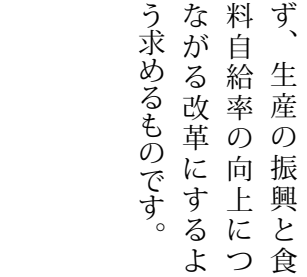 ず、生産の振興と食
料自給率の向上につ
ながる改革にするよ
う求めるものです。